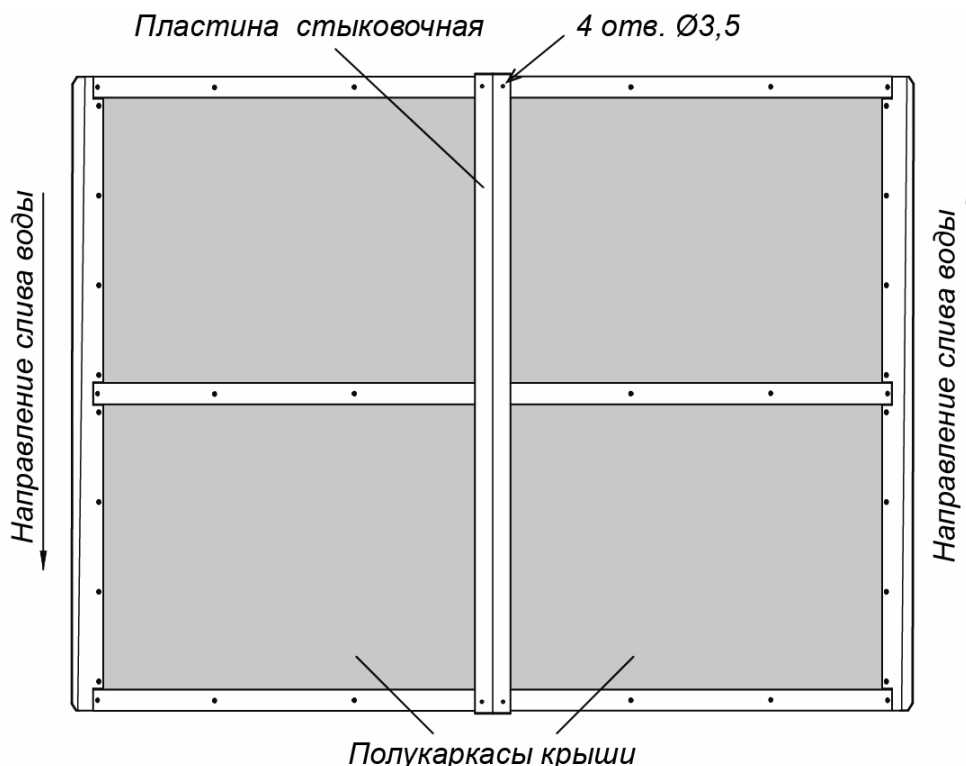 Пластина стыковочная
4 отв. Ø3,5
Направление слива воды
Направление слива воды
Полукаркасы крыши